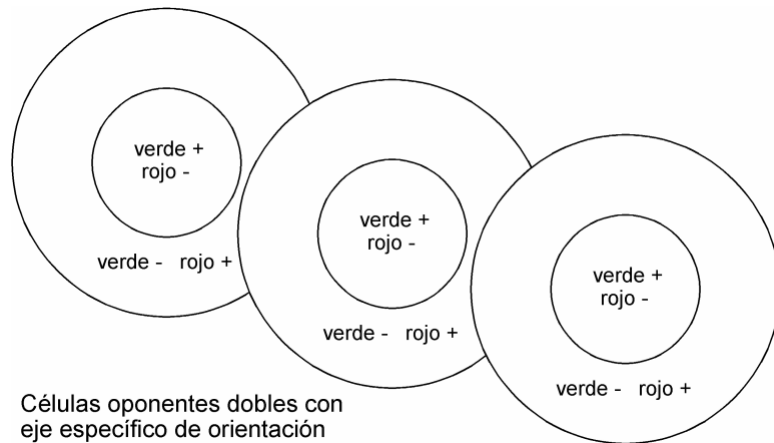 verde +
rojo -
verde - rojo +
verde +
rojo -
verde - rojo +
verde +
rojo -
verde - rojo +
Células oponentes dobles con
eje específico de orientación